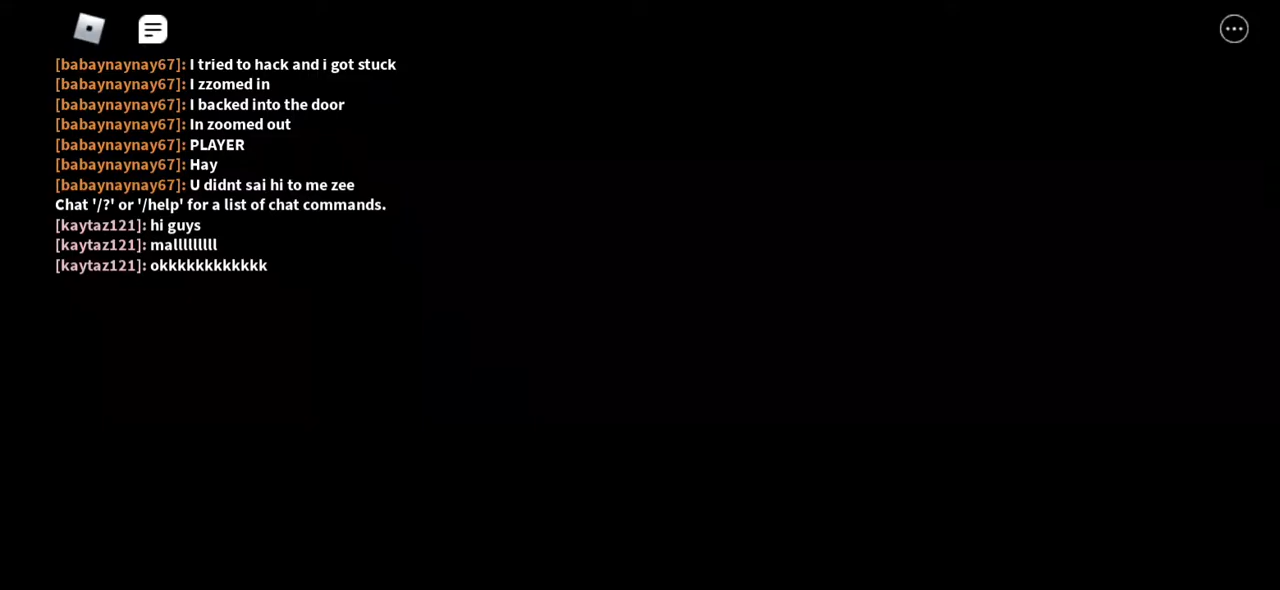 [babaynaynay67]: I tried to hack and i got stuck
[babaynaynay67]: I zzomed in
[babaynaynay67]: I backed into the door
[babaynaynay67]: In zoomed out
[babaynaynay67]: PLAYER
[babaynaynay67]: Hay
[babaynaynay67]: U didnt sai hi to me zee
Chat '/?' or '/help' for a list of chat commands.
[kaytaz121]: hi guys
[kaytaz121]: malllllllll
[kaytaz121]: okkkkkkkkkkkk